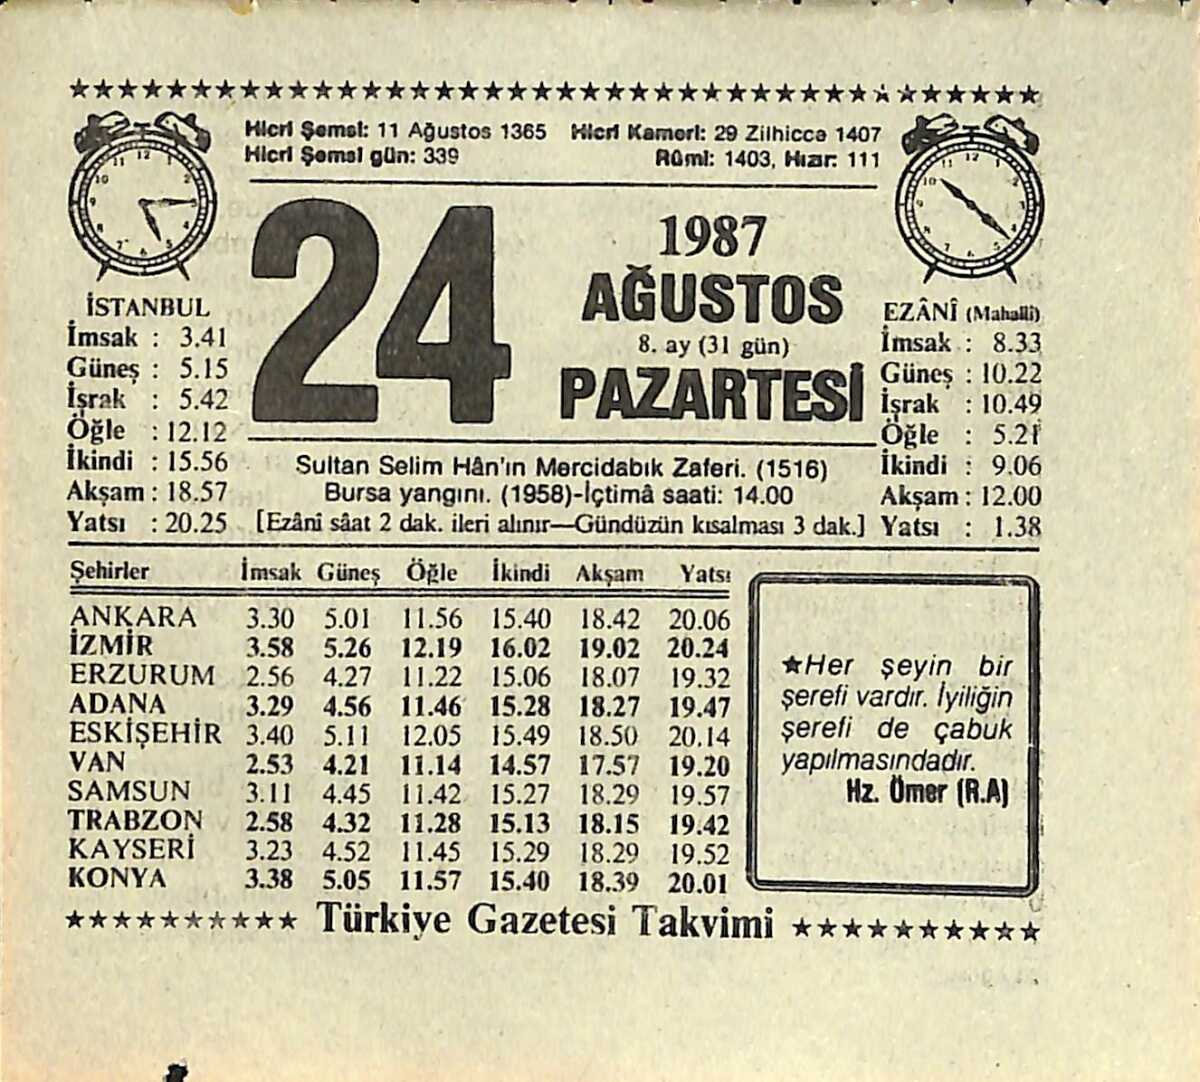 Hicrî Şemsî: 11 Ağustos 1365 Hicrî Kamerî: 29 Zilhicce 1407
Hicrî Şemsî gün: 339 Rûmî: 1403, Hızır: 111
24
1987
AĞUSTOS
8. ay (31 gün)
PAZARTESİ
İSTANBUL
İmsak : 3.41
Güneş : 5.15
İşrak : 5.42
Öğle : 12.12
İkindi : 15.56
Akşam : 18.57
Yatsı : 20.25
EZÂNÎ (Mahallî)
İmsak : 8.33
Güneş : 10.22
İşrak : 10.49
Öğle : 5.21
İkindi : 9.06
Akşam : 12.00
Yatsı : 1.38
Sultan Selim Hân'ın Mercidabık Zaferi. (1516)
Bursa yangını. (1958)-İçtimâ saati: 14.00
[Ezânî sâat 2 dak. ileri alınır—Gündüzün kısalması 3 dak.]
Şehirler İmsak Güneş Öğle İkindi Akşam Yatsı
ANKARA 3.30 5.01 11.56 15.40 18.42 20.06
İZMİR 3.58 5.26 12.19 16.02 19.02 20.24
ERZURUM 2.56 4.27 11.22 15.06 18.07 19.32
ADANA 3.29 4.56 11.46 15.28 18.27 19.47
ESKİŞEHİR 3.40 5.11 12.05 15.49 18.50 20.14
VAN 2.53 4.21 11.14 14.57 17.57 19.20
SAMSUN 3.11 4.45 11.42 15.27 18.29 19.57
TRABZON 2.58 4.32 11.28 15.13 18.15 19.42
KAYSERİ 3.23 4.52 11.45 15.29 18.29 19.52
KONYA 3.38 5.05 11.57 15.40 18.39 20.01
★Her şeyin bir
şerefi vardır. İyiliğin
şerefi de çabuk
yapılmasındadır.
Hz. Ömer (R.A)
Türkiye Gazetesi Takvimi